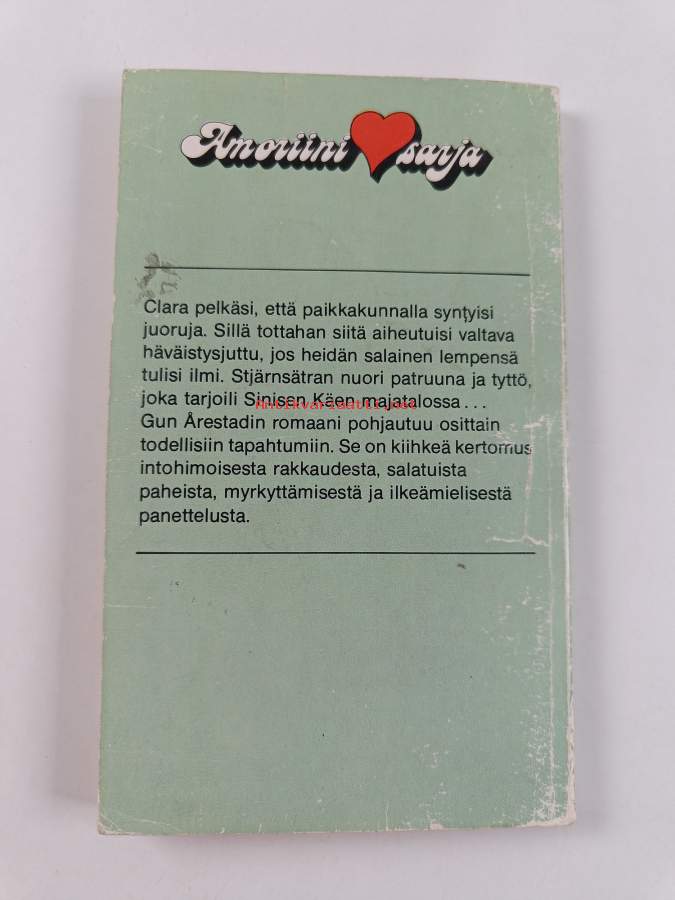 Amoriini sarja
Clara pelkäsi, että paikkakunnalla syntyisi
juoruja. Sillä tottahan siitä aiheutuisi valtava
häväistysjuttu, jos heidän salainen lempensä
tulisi ilmi. Stjärnsätran nuori patruuna ja tyttö,
joka tarjoili Sinisen Käen majatalossa...
Antikvariaatti.net
Gun Årestadin romaani pohjautuu osittain
todellisiin tapahtumiin. Se on kiihkeä kertomus
intohimoisesta rakkaudesta, salatuista
paheista, myrkyttämisestä ja ilkeämielisestä
panettelusta.